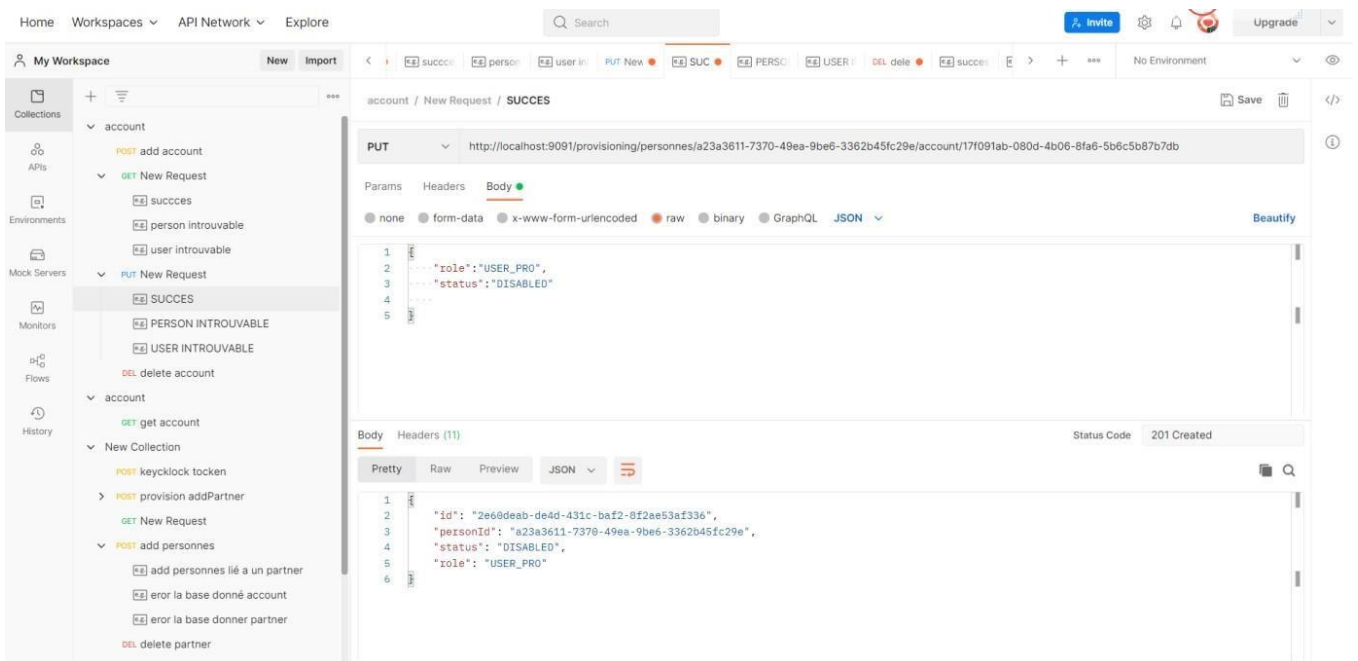 Home Workspaces API Network Explore Search Invite Upgrade
My Workspace New Import succce person user in PUT New SUC PERSO USER I DEL dele succes No Environment
Collections
APIs
Environments
Mock Servers
Monitors
Flows
History
account
POST add account
GET New Request
e.g. succces
e.g. person introuvable
e.g. user introuvable
PUT New Request
e.g. SUCCES
e.g. PERSON INTROUVABLE
e.g. USER INTROUVABLE
DEL delete account
account
GET get account
New Collection
POST keycklock tocken
POST provision addPartner
GET New Request
POST add personnes
e.g. add personnes lié a un partner
e.g. eror la base donné account
e.g. eror la base donner partner
DEL delete partner
account / New Request / SUCCES Save
PUT http://localhost:9091/provisioning/personnes/a23a3611-7370-49ea-9be6-3362b45fc29e/account/17f091ab-080d-4b06-8fa6-5b6c5b87b7db
Params Headers Body
none form-data x-www-form-urlencoded raw binary GraphQL JSON Beautify
1 {
2 "role":"USER_PRO",
3 "status":"DISABLED"
4
5 }
Body Headers (11) Status Code 201 Created
Pretty Raw Preview JSON
1 {
2 "id": "2e60deab-de4d-431c-baf2-8f2ae53af336",
3 "personId": "a23a3611-7370-49ea-9be6-3362b45fc29e",
4 "status": "DISABLED",
5 "role": "USER_PRO"
6 }